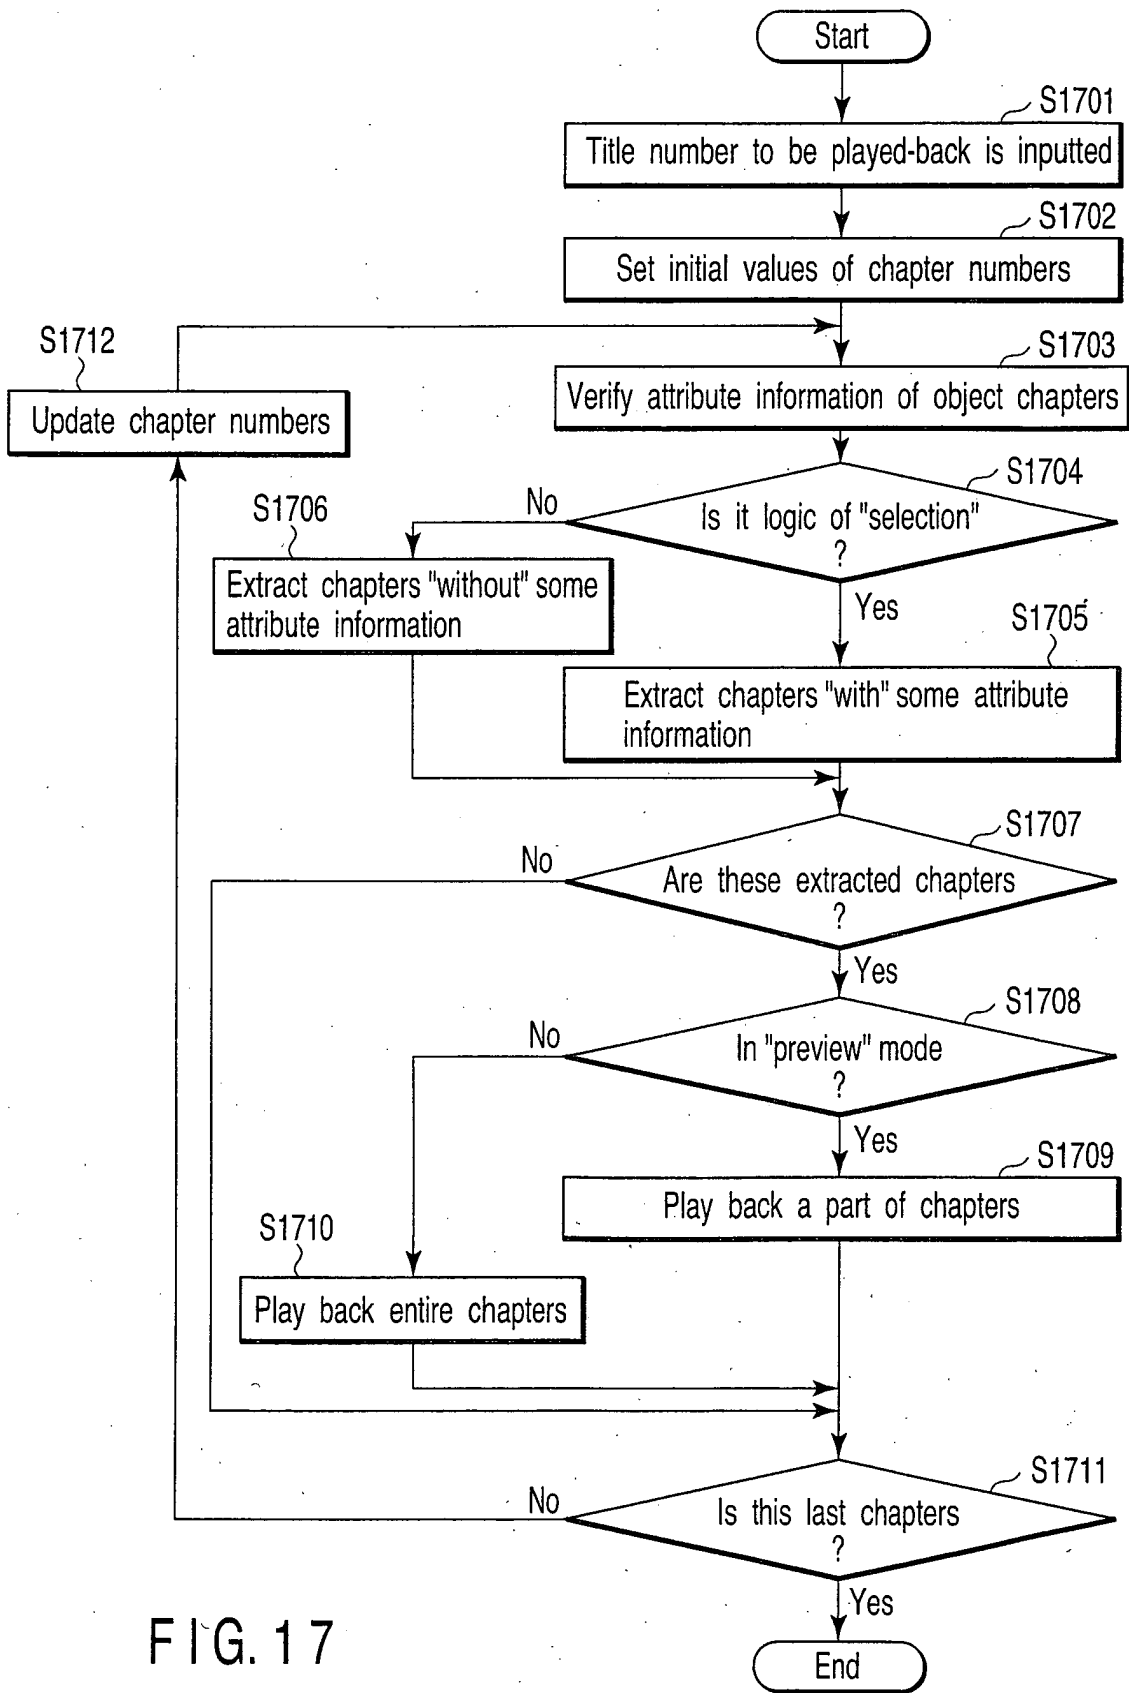 Start
S1701
Title number to be played-back is inputted
S1702
Set initial values of chapter numbers
S1712
Update chapter numbers
S1703
Verify attribute information of object chapters
S1704
Is it logic of "selection"
?
No
Yes
S1706
Extract chapters "without" some
attribute information
S1705
Extract chapters "with" some attribute
information
S1707
Are these extracted chapters
?
No
Yes
S1708
In "preview" mode
?
No
Yes
S1709
Play back a part of chapters
S1710
Play back entire chapters
S1711
Is this last chapters
?
No
Yes
End
FIG. 17